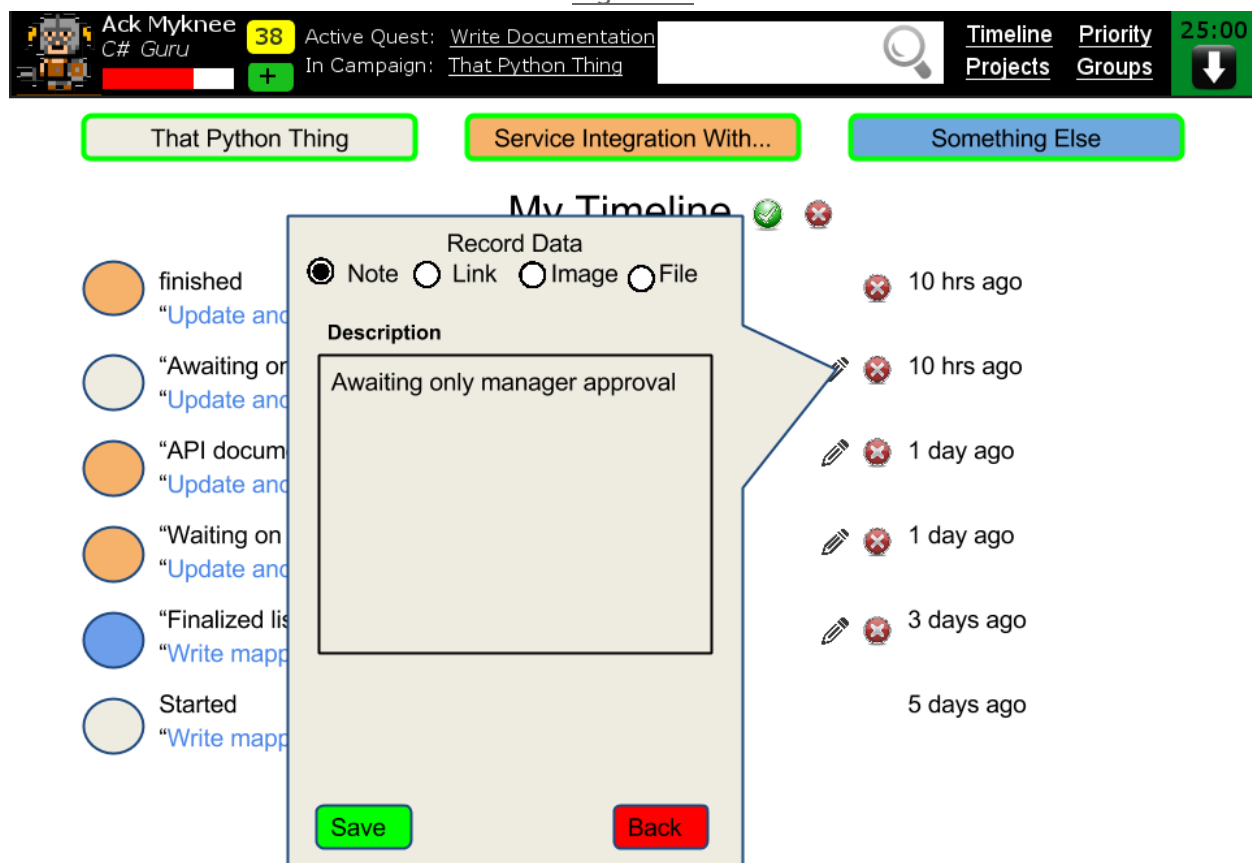 Ack Myknee
C# Guru
38
+
Active Quest: Write Documentation
In Campaign: That Python Thing
Timeline Priority
Projects Groups
25:00
That Python Thing
Service Integration With...
Something Else
My Timeline
Record Data
Note Link Image File
Description
Awaiting only manager approval
Save
Back
finished
“Update and
10 hrs ago
“Awaiting on
“Update and
10 hrs ago
“API docum
“Update and
1 day ago
“Waiting on
“Update and
1 day ago
“Finalized lis
“Write mapp
3 days ago
Started
“Write mapp
5 days ago